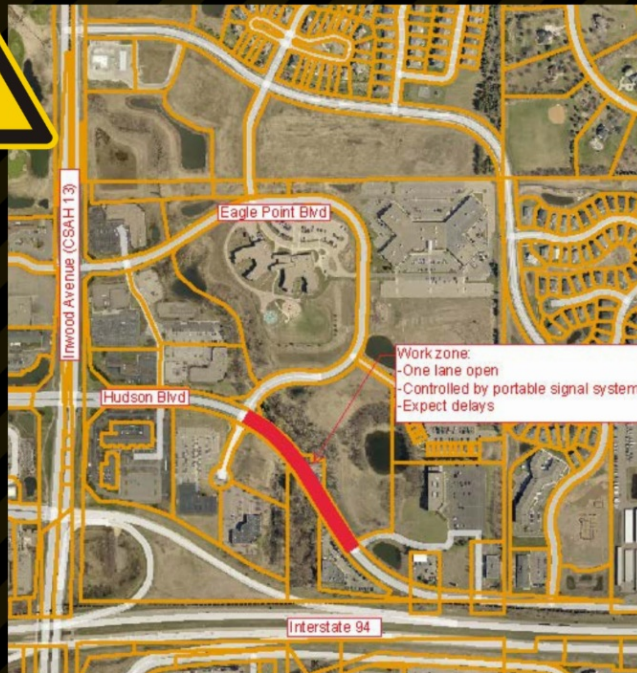 Eagle Point Blvd
Inwood Avenue (CSAH 13)
Work zone:
-One lane open
-Controlled by portable signal system
-Expect delays
Hudson Blvd
Interstate 94